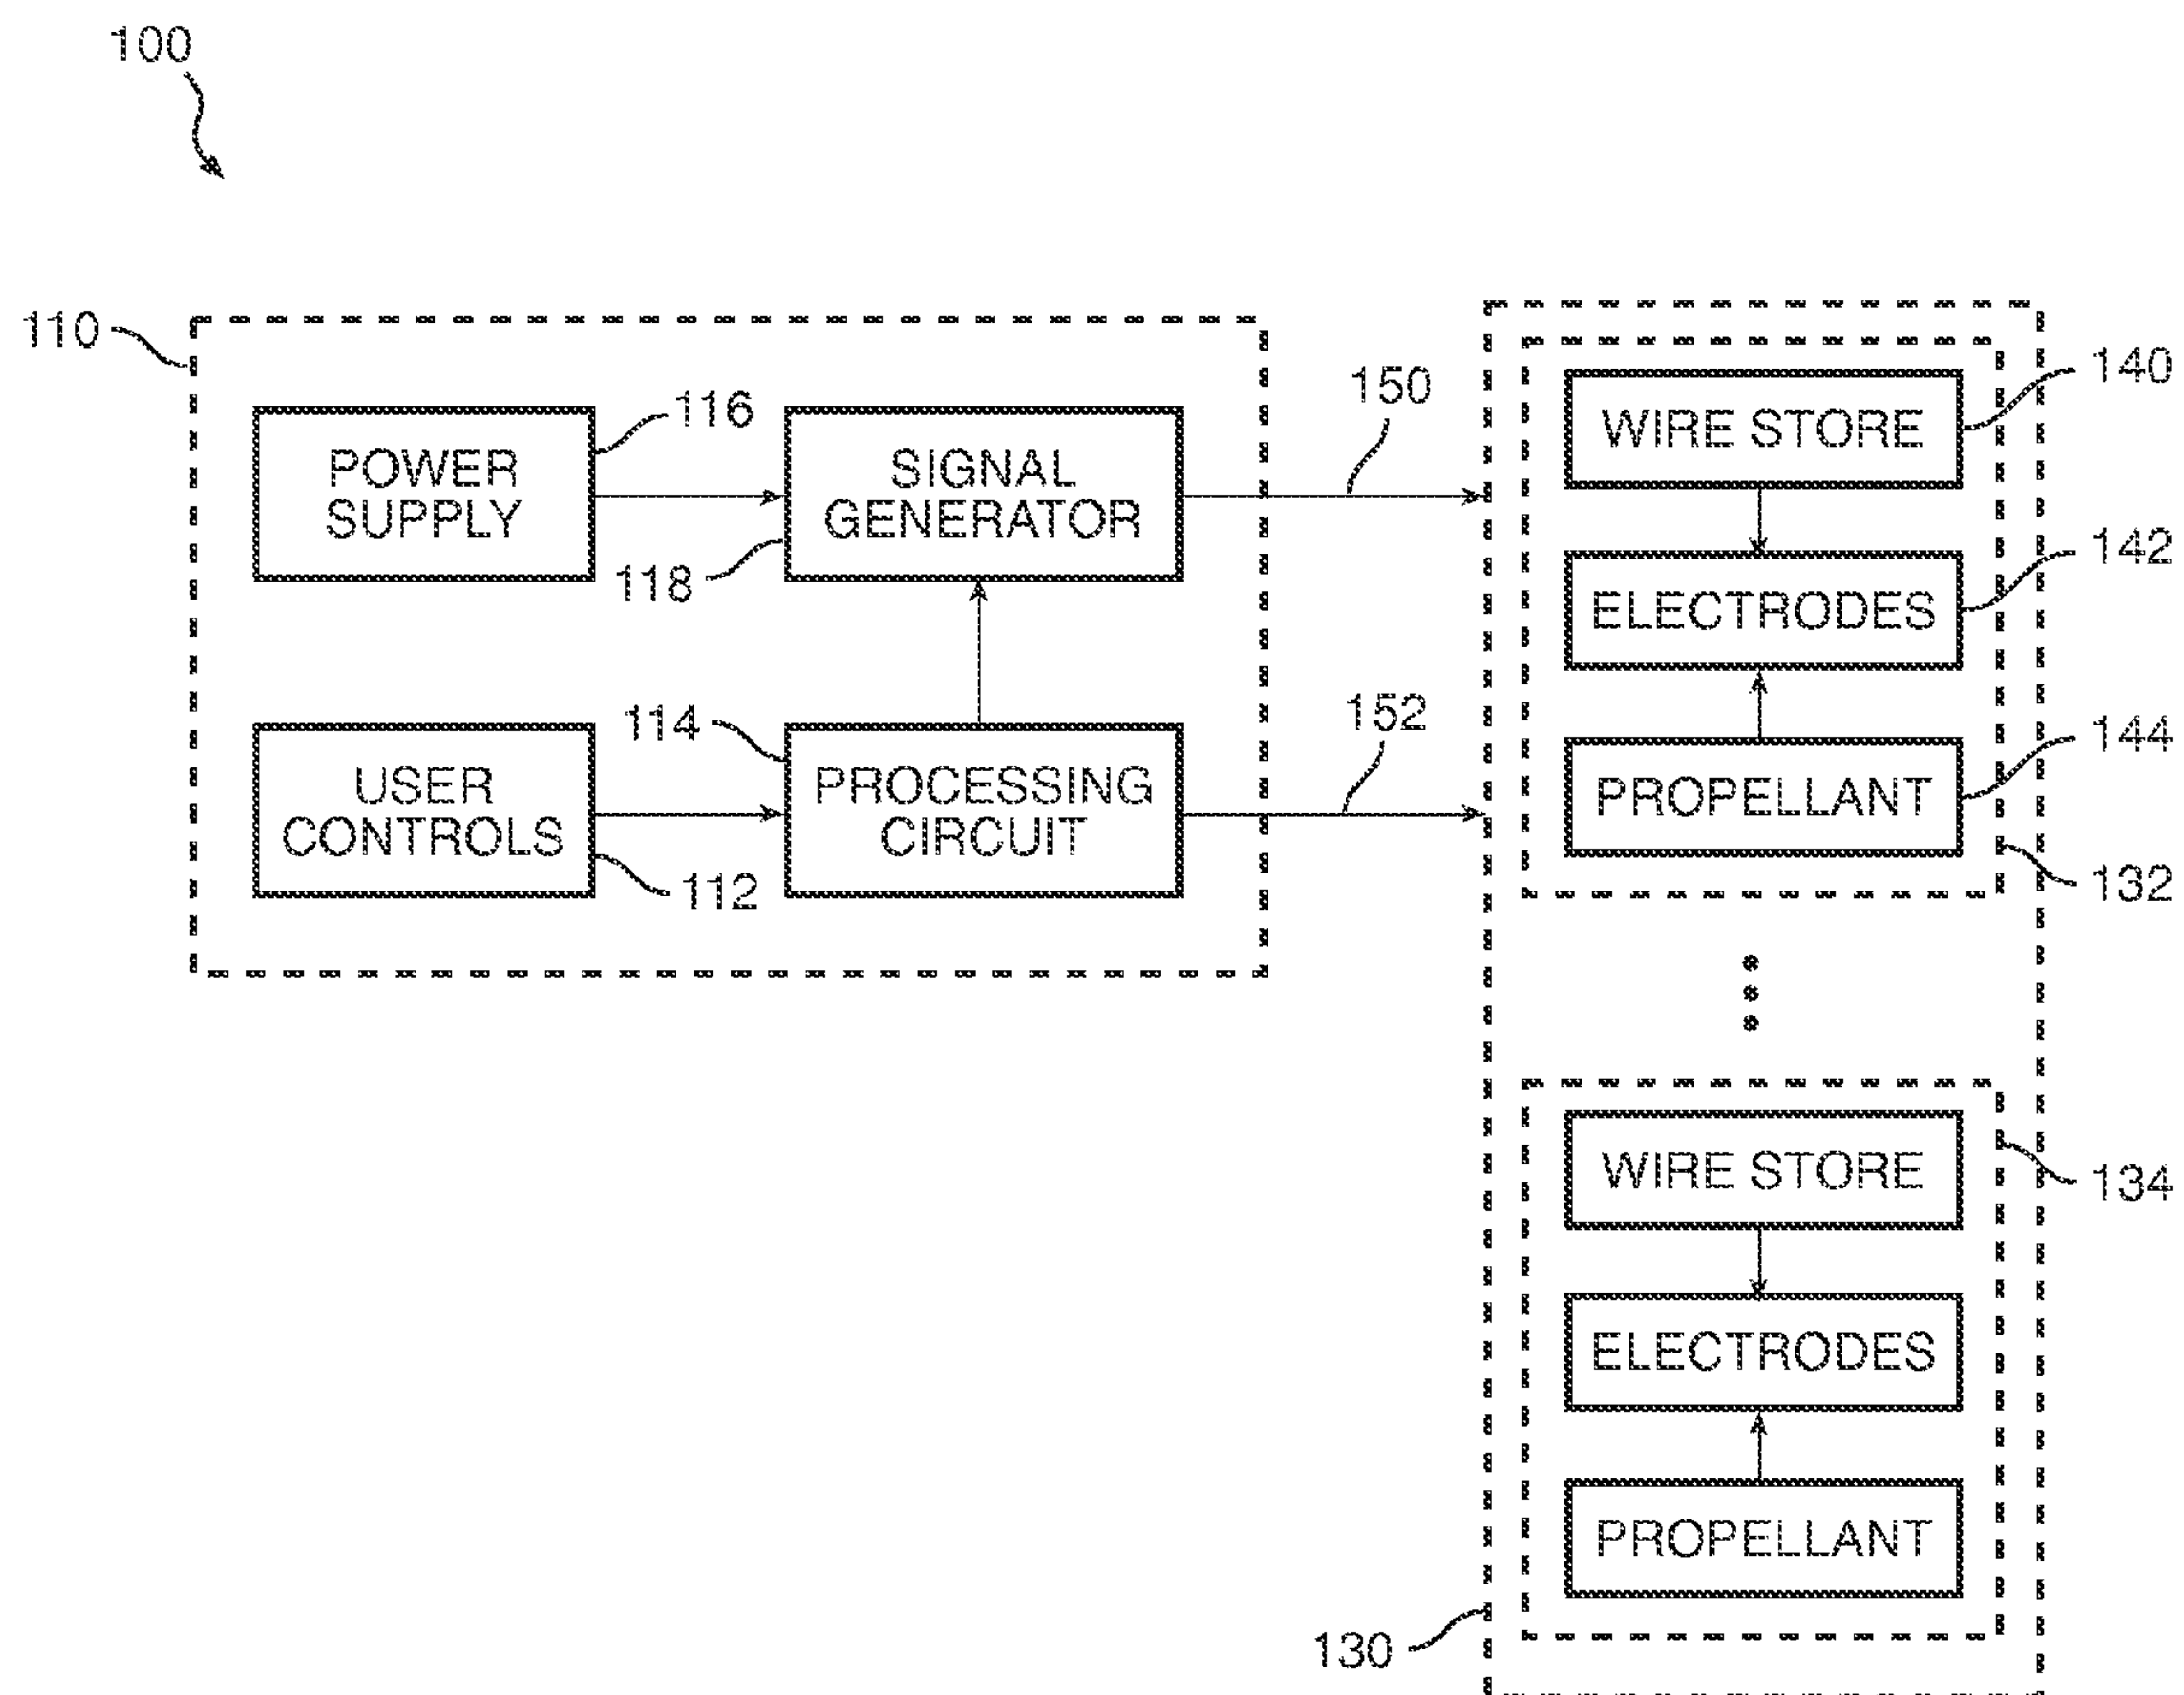 100
110
116
POWER
SUPPLY
SIGNAL
GENERATOR
118
150
114
USER
CONTROLS
112
PROCESSING
CIRCUIT
152
WIRE STORE
140
ELECTRODES
142
PROPELLANT
144
132
WIRE STORE
134
ELECTRODES
PROPELLANT
130